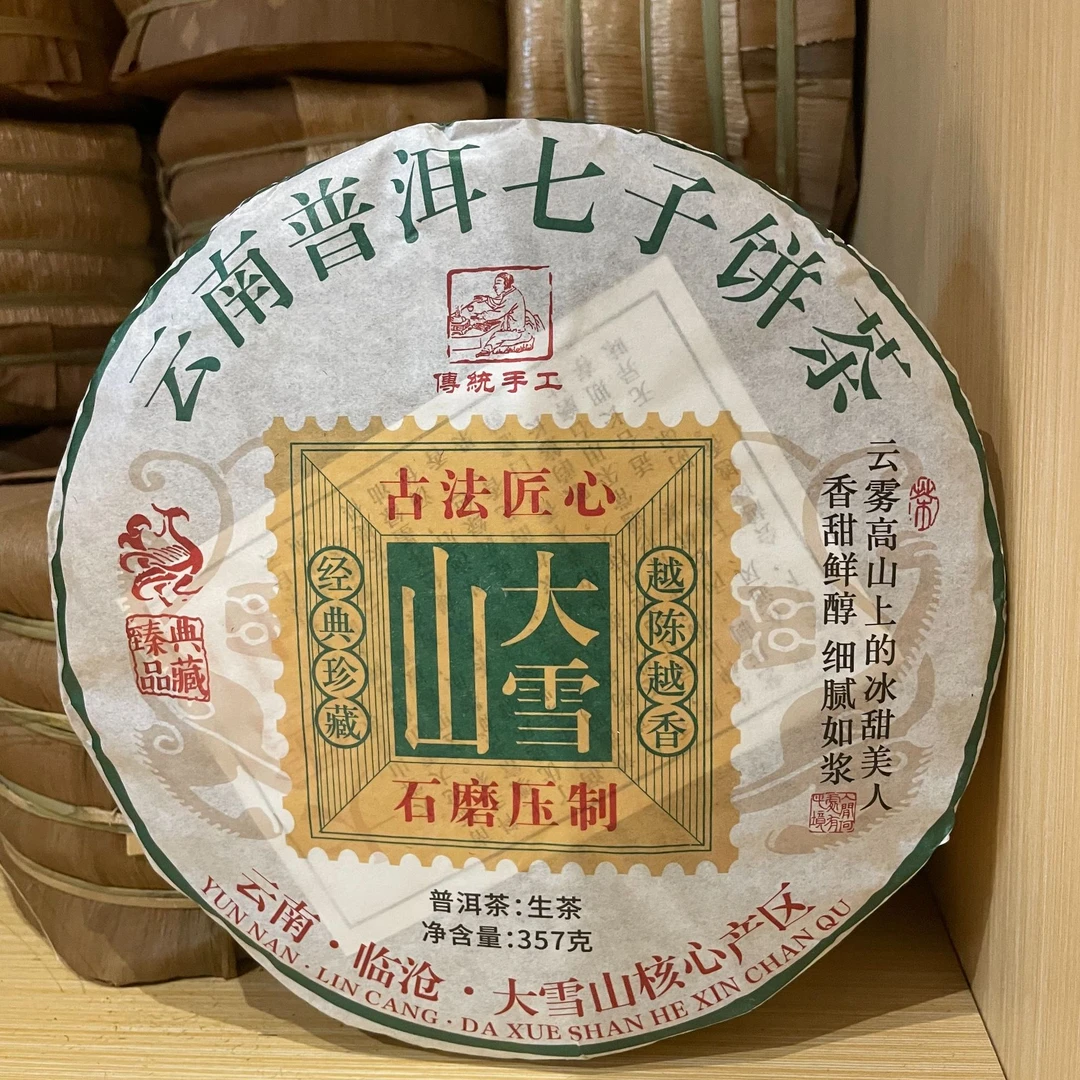 云南普洱七子饼茶
傳統手工
古法匠心
大雪山
经典珍藏
越陈越香
石磨压制
典藏臻品
茶
云雾高山上的冰甜美人
香甜鲜醇 细腻如浆
普洱茶:生茶
净含量:357克
云南·临沧·大雪山核心产区
YUN NAN · LIN CANG · DA XUE SHAN HE XIN CHAN QU